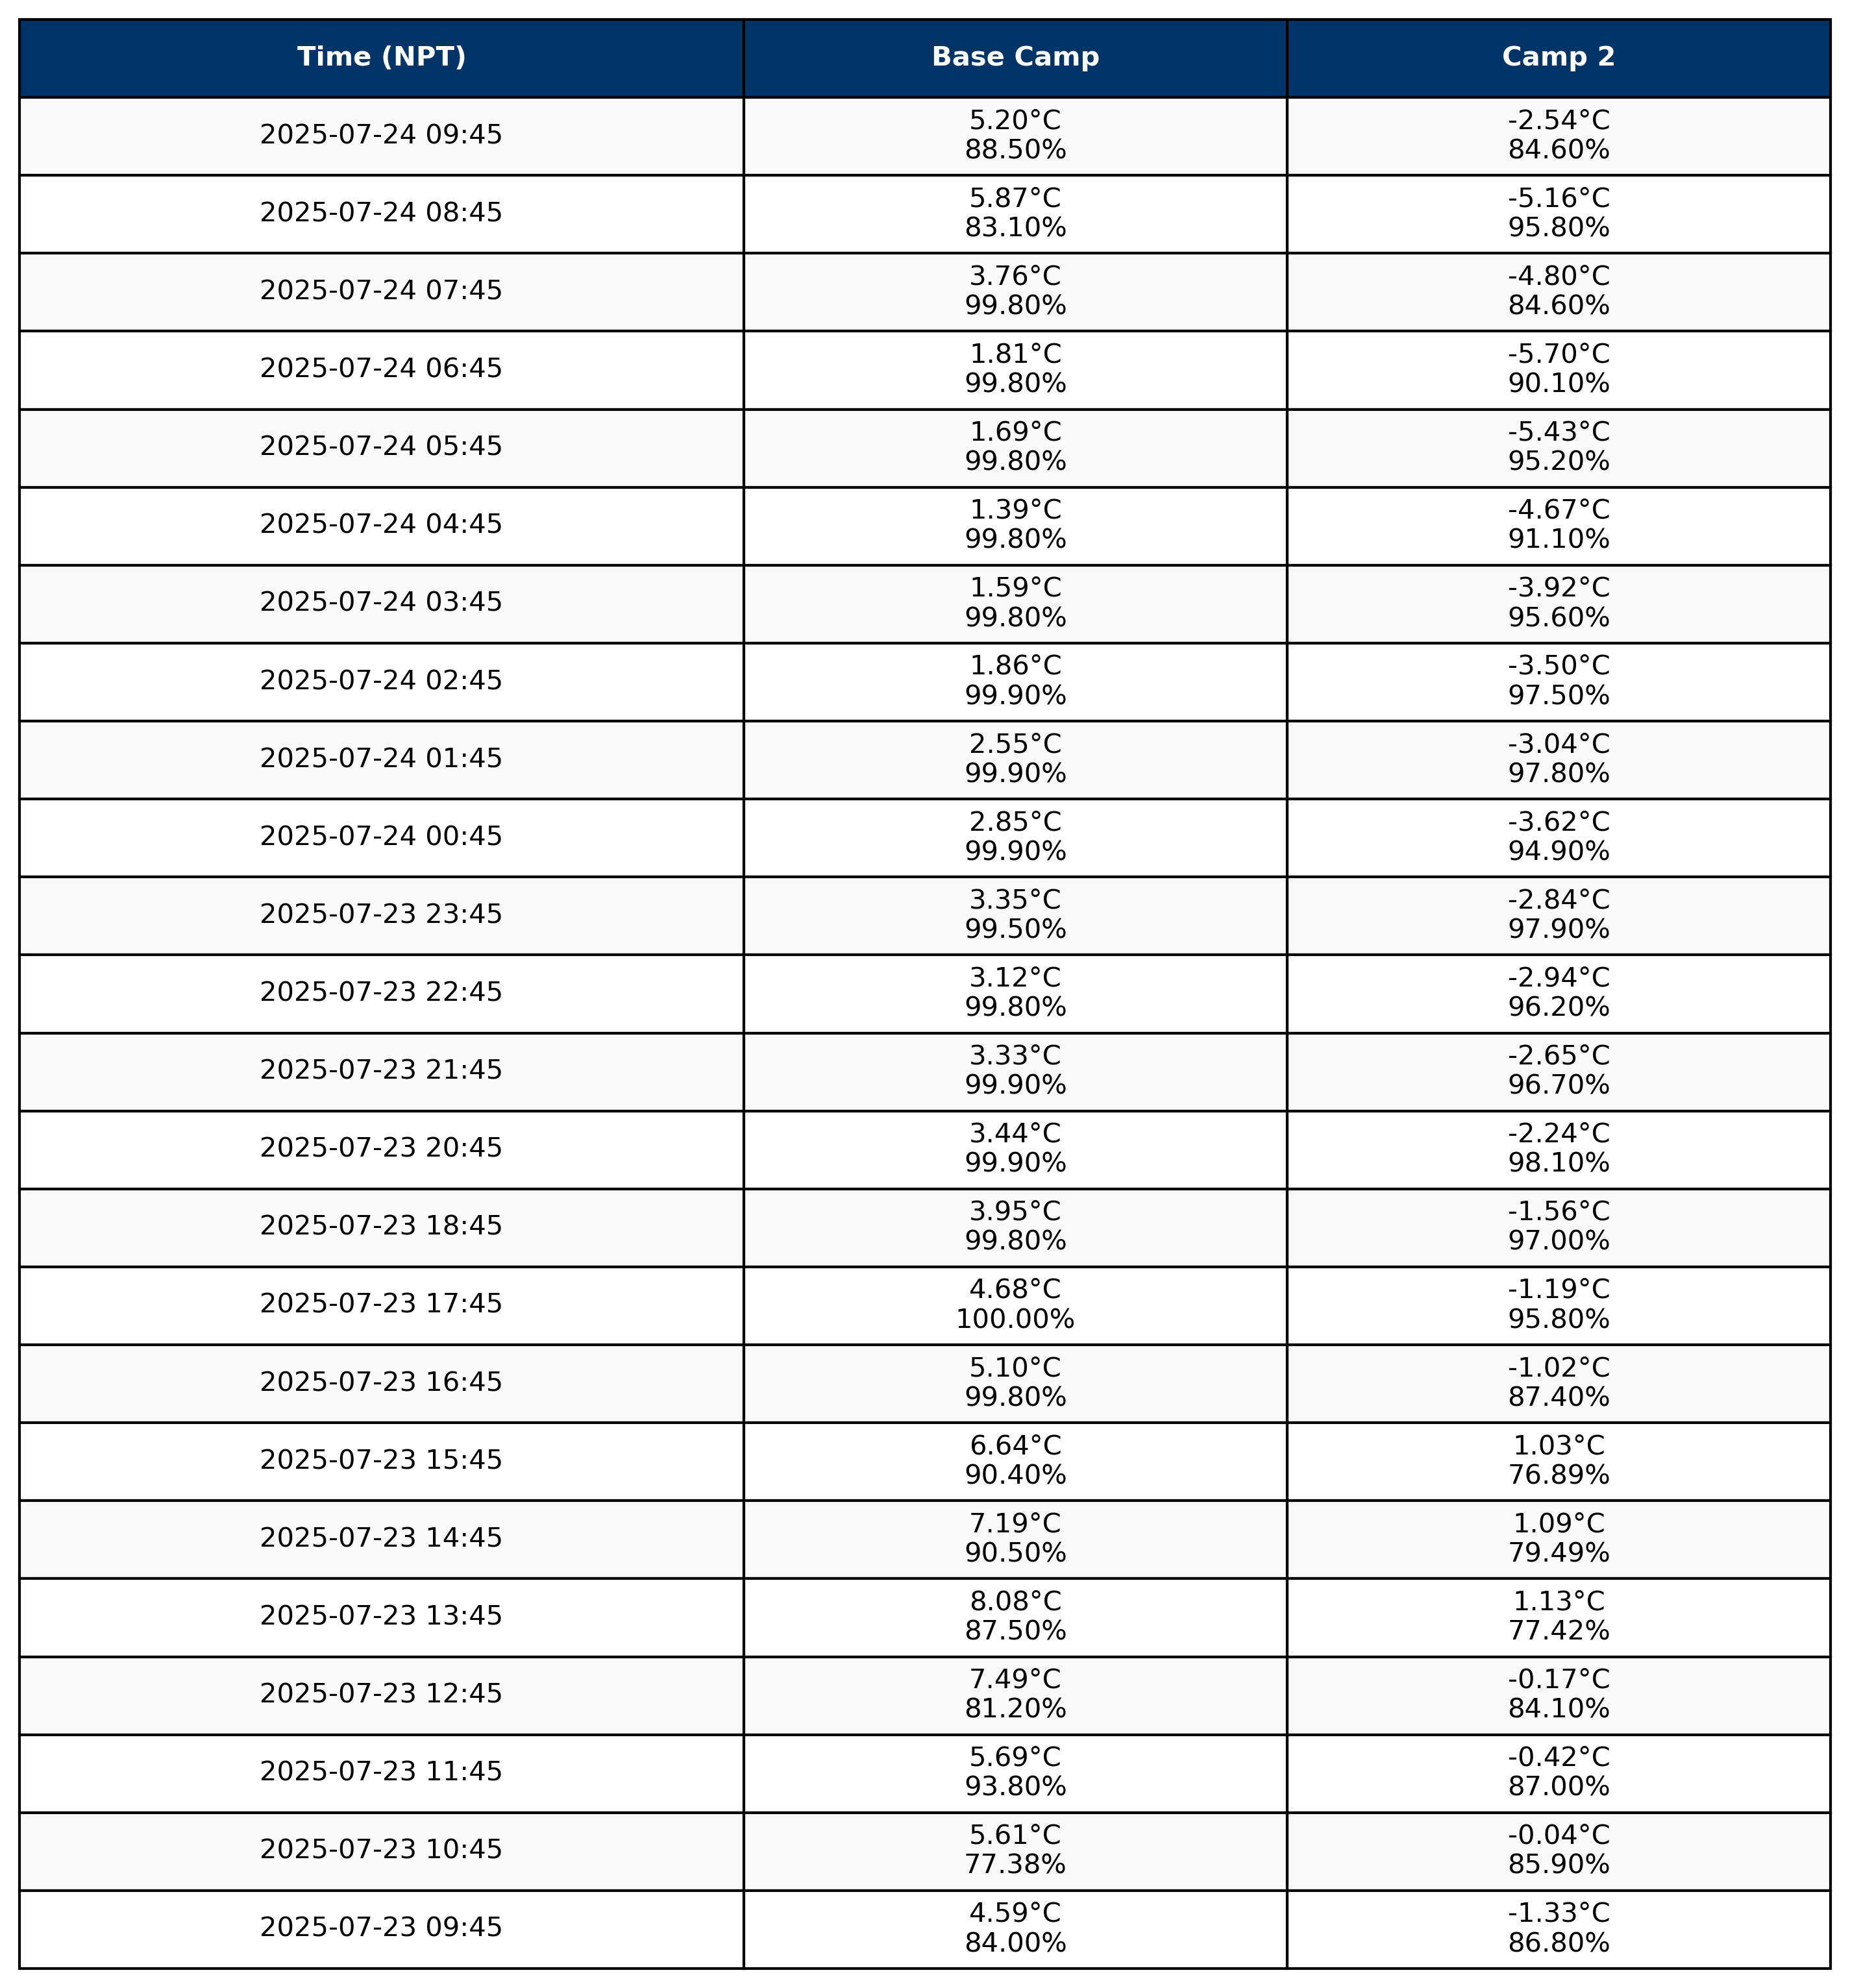 Time (NPT) Base Camp Camp 2
2025-07-24 09:45 5.20°C -2.54°C
88.50% 84.60%
2025-07-24 08:45 5.87°C -5.16°C
83.10% 95.80%
2025-07-24 07:45 3.76°C -4.80°C
99.80% 84.60%
2025-07-24 06:45 1.81°C -5.70°C
99.80% 90.10%
2025-07-24 05:45 1.69°C -5.43°C
99.80% 95.20%
2025-07-24 04:45 1.39°C -4.67°C
99.80% 91.10%
2025-07-24 03:45 1.59°C -3.92°C
99.80% 95.60%
2025-07-24 02:45 1.86°C -3.50°C
99.90% 97.50%
2025-07-24 01:45 2.55°C -3.04°C
99.90% 97.80%
2025-07-24 00:45 2.85°C -3.62°C
99.90% 94.90%
2025-07-23 23:45 3.35°C -2.84°C
99.50% 97.90%
2025-07-23 22:45 3.12°C -2.94°C
99.80% 96.20%
2025-07-23 21:45 3.33°C -2.65°C
99.90% 96.70%
2025-07-23 20:45 3.44°C -2.24°C
99.90% 98.10%
2025-07-23 18:45 3.95°C -1.56°C
99.80% 97.00%
2025-07-23 17:45 4.68°C -1.19°C
100.00% 95.80%
2025-07-23 16:45 5.10°C -1.02°C
99.80% 87.40%
2025-07-23 15:45 6.64°C 1.03°C
90.40% 76.89%
2025-07-23 14:45 7.19°C 1.09°C
90.50% 79.49%
2025-07-23 13:45 8.08°C 1.13°C
87.50% 77.42%
2025-07-23 12:45 7.49°C -0.17°C
81.20% 84.10%
2025-07-23 11:45 5.69°C -0.42°C
93.80% 87.00%
2025-07-23 10:45 5.61°C -0.04°C
77.38% 85.90%
2025-07-23 09:45 4.59°C -1.33°C
84.00% 86.80%